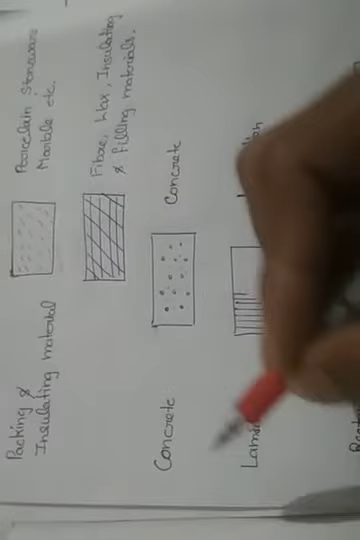 Porcelain Stoneware
Marble etc.
Packing &
Insulating material
Fibre, Wax, Insulating
& filling materials.
Concrete
Concrete